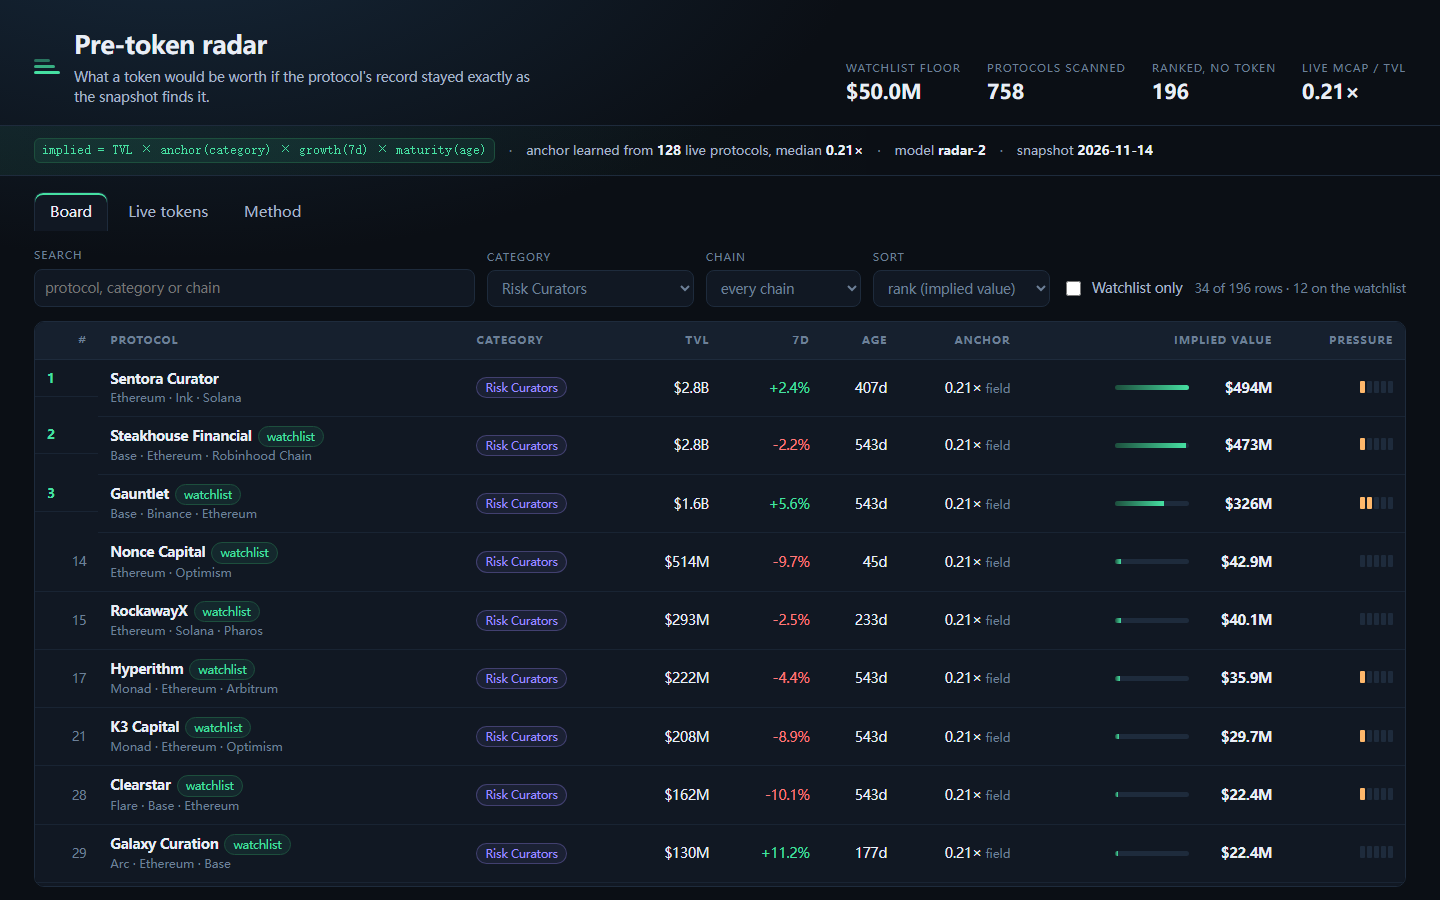 Pre-token radar
What a token would be worth if the protocol's record stayed exactly as
the snapshot finds it.
WATCHLIST FLOOR PROTOCOLS SCANNED RANKED, NO TOKEN LIVE MCAP / TVL
$50.0M 758 196 0.21×
implied = TVL × anchor(category) × growth(7d) × maturity(age) · anchor learned from 128 live protocols, median 0.21× · model radar-2 · snapshot 2026-11-14
Board Live tokens Method
SEARCH CATEGORY CHAIN SORT
protocol, category or chain Risk Curators every chain rank (implied value) Watchlist only 34 of 196 rows · 12 on the watchlist
# PROTOCOL CATEGORY TVL 7D AGE ANCHOR IMPLIED VALUE PRESSURE
1 Sentora Curator Risk Curators $2.8B +2.4% 407d 0.21× field $494M
Ethereum · Ink · Solana
2 Steakhouse Financial watchlist Risk Curators $2.8B -2.2% 543d 0.21× field $473M
Base · Ethereum · Robinhood Chain
3 Gauntlet watchlist Risk Curators $1.6B +5.6% 543d 0.21× field $326M
Base · Binance · Ethereum
14 Nonce Capital watchlist Risk Curators $514M -9.7% 45d 0.21× field $42.9M
Ethereum · Optimism
15 RockawayX watchlist Risk Curators $293M -2.5% 233d 0.21× field $40.1M
Ethereum · Solana · Pharos
17 Hyperithm watchlist Risk Curators $222M -4.4% 543d 0.21× field $35.9M
Monad · Ethereum · Arbitrum
21 K3 Capital watchlist Risk Curators $208M -8.9% 543d 0.21× field $29.7M
Monad · Ethereum · Optimism
28 Clearstar watchlist Risk Curators $162M -10.1% 543d 0.21× field $22.4M
Flare · Base · Ethereum
29 Galaxy Curation watchlist Risk Curators $130M +11.2% 177d 0.21× field $22.4M
Arc · Ethereum · Base